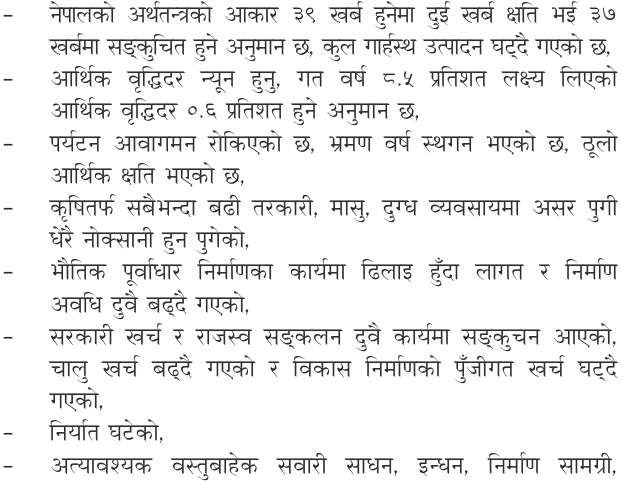 - नेपालको अर्थतन्त्रको आकार ३९ खर्ब हुनेमा दुई खर्ब क्षति भई ३७
खर्बमा सङ्कुचित हुने अनुमान छ, कुल गार्हस्थ उत्पादन घट्दै गएको छ,
- आर्थिक वृद्धिदर न्यून हुनु, गत वर्ष ८.५ प्रतिशत लक्ष्य लिएको
आर्थिक वृद्धिदर ०.६ प्रतिशत हुने अनुमान छ,
- पर्यटन आवागमन रोकिएको छ, भ्रमण वर्ष स्थगन भएको छ, ठूलो
आर्थिक क्षति भएको छ,
- कृषितर्फ सबैभन्दा बढी तरकारी, मासु, दुग्ध व्यवसायमा असर पुगी
धेरै नोक्सानी हुन पुगेको,
- भौतिक पूर्वाधार निर्माणका कार्यमा ढिलाइ हुँदा लागत र निर्माण
अवधि दुवै बढ्दै गएको,
- सरकारी खर्च र राजस्व सङ्कलन दुवै कार्यमा सङ्कुचन आएको,
चालु खर्च बढ्दै गएको र विकास निर्माणको पुँजीगत खर्च घट्दै
गएको,
- निर्यात घटेको,
- अत्यावश्यक वस्तुबाहेक सवारी साधन, इन्धन, निर्माण सामग्री,